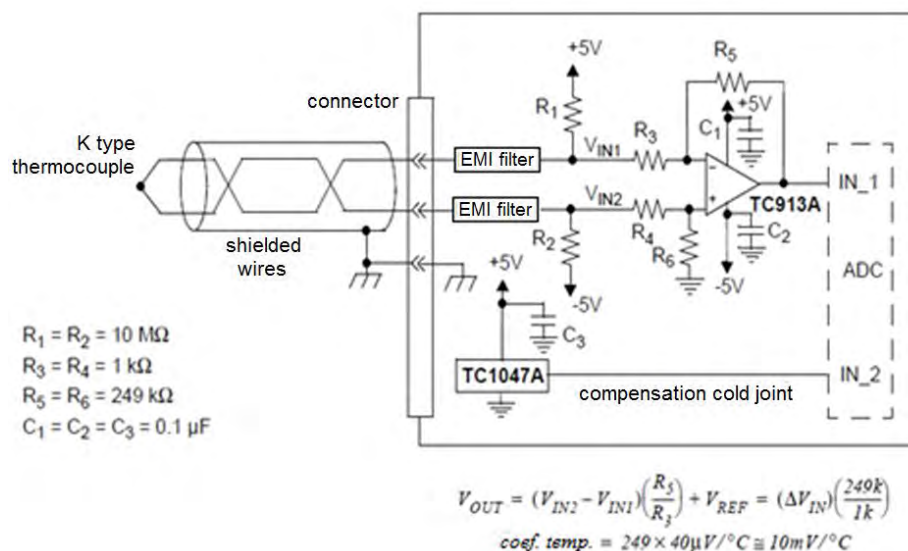 +5V
R5
connector
R1
+5V
K type
thermocouple
VIN1
R3
C1
EMI filter
−
IN_1
VIN2
+
TC913A
EMI filter
R4
C2
R2
R6
ADC
shielded
wires
+5V
-5V
-5V
C3
R1 = R2 = 10 MΩ
R3 = R4 = 1 kΩ
R5 = R6 = 249 kΩ
C1 = C2 = C3 = 0.1 µF
TC1047A
compensation cold joint
IN_2
VOUT = (VIN2 − VIN1)(R5/R3) + VREF = (ΔVIN)(249k/1k)
coef. temp. = 249 × 40µV/°C ≅ 10mV/°C